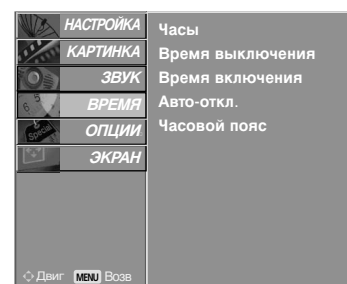 НАСТРОЙКА
КАРТИНКА
ЗВУК
ВРЕМЯ
ОПЦИИ
ЭКРАН
Часы
Время выключения
Время включения
Авто-откл.
Часовой пояс
Двиг MENU Возв